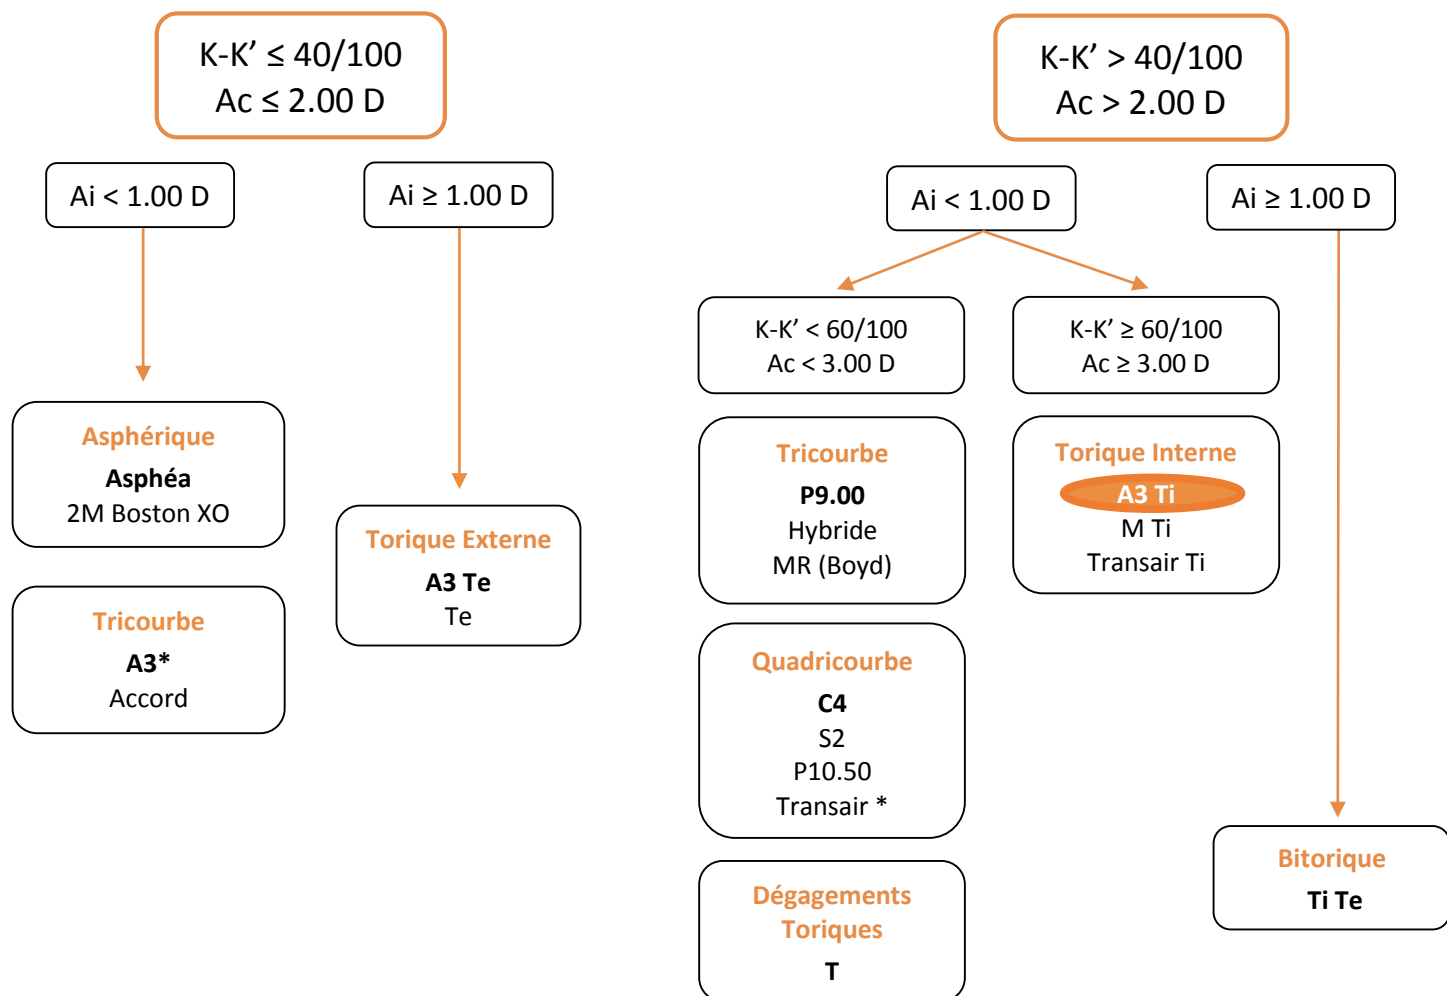 K-K’ ≤ 40/100
Ac ≤ 2.00 D
K-K’ > 40/100
Ac > 2.00 D
Ai < 1.00 D
Ai ≥ 1.00 D
Ai < 1.00 D
Ai ≥ 1.00 D
K-K’ < 60/100
Ac < 3.00 D
K-K’ ≥ 60/100
Ac ≥ 3.00 D
Asphérique
Asphéa
2M Boston XO
Tricourbe
A3*
Accord
Torique Externe
A3 Te
Te
Tricourbe
P9.00
Hybride
MR (Boyd)
Torique Interne
A3 Ti
M Ti
Transair Ti
Quadricourbe
C4
S2
P10.50
Transair *
Dégagements
Toriques
T
Bitorique
Ti Te